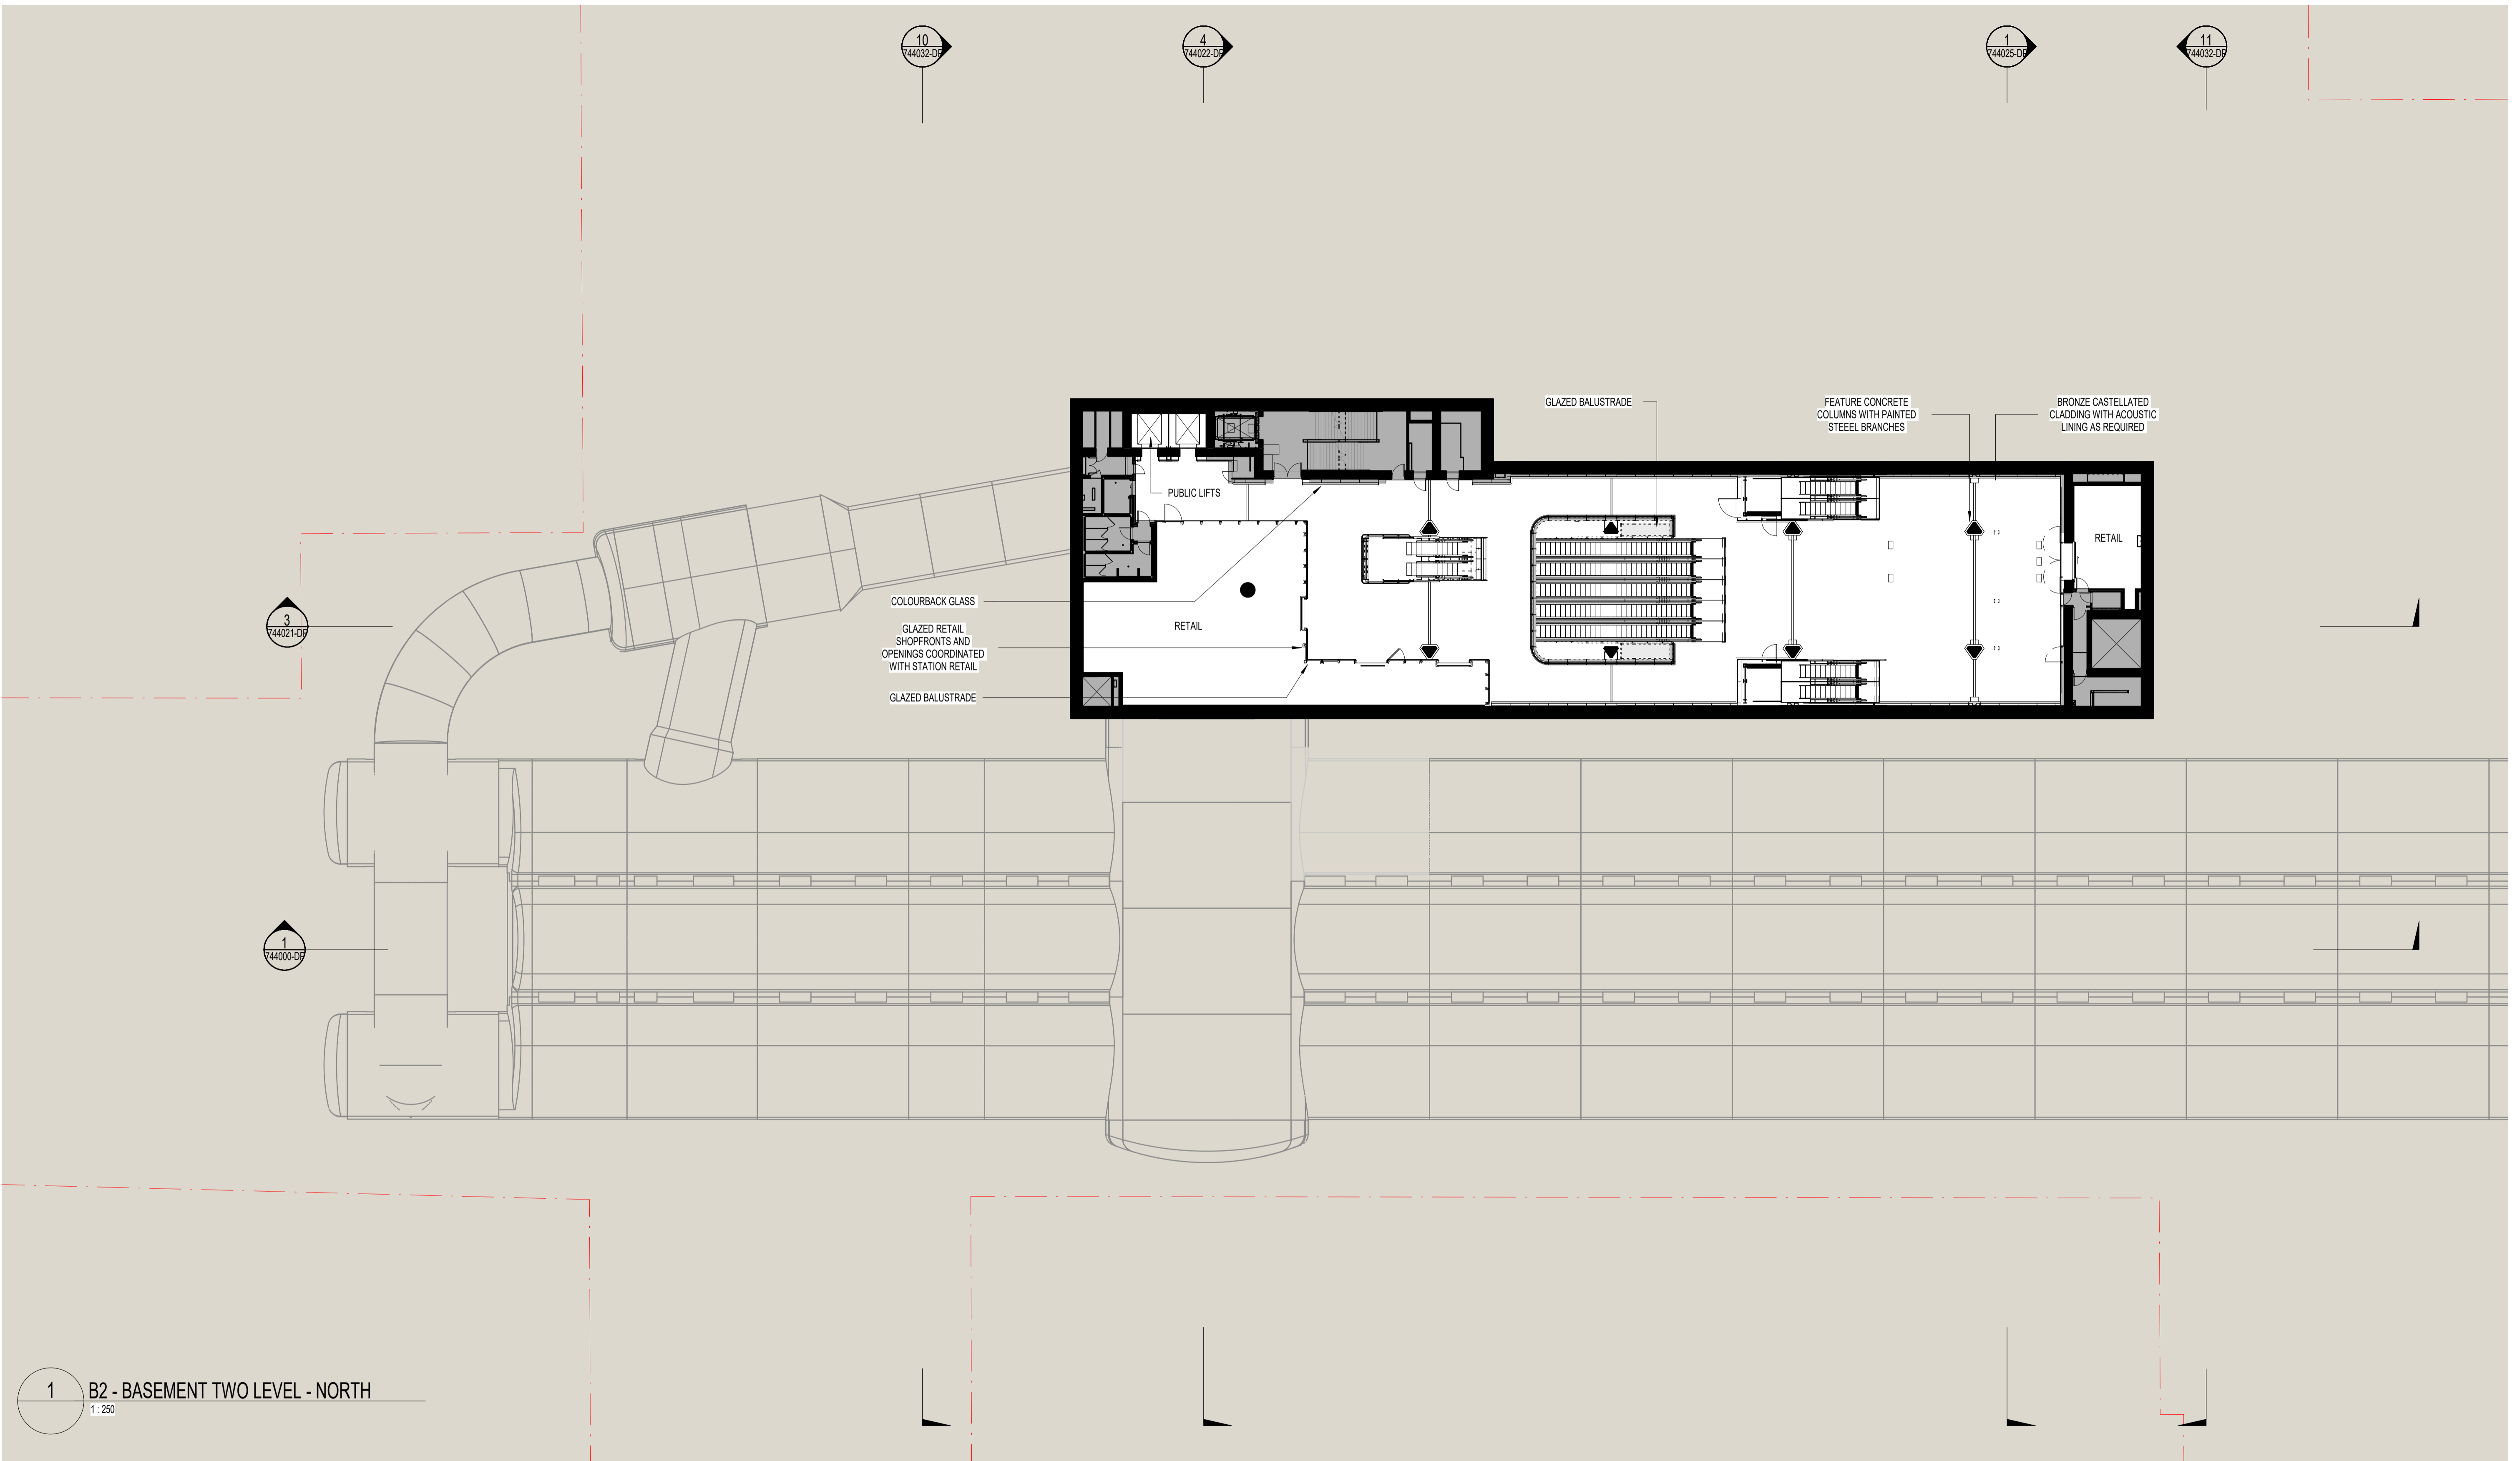 10
744032-DF
4
744022-DF
1
744025-DF
11
744032-DF
GLAZED BALUSTRADE
FEATURE CONCRETE
COLUMNS WITH PAINTED
STEEEL BRANCHES
BRONZE CASTELLATED
CLADDING WITH ACOUSTIC
LINING AS REQUIRED
PUBLIC LIFTS
RETAIL
COLOURBACK GLASS
RETAIL
GLAZED RETAIL
SHOPFRONTS AND
OPENINGS COORDINATED
WITH STATION RETAIL
GLAZED BALUSTRADE
3
744021-DF
1
744000-DF
1
B2 - BASEMENT TWO LEVEL - NORTH
1 : 250